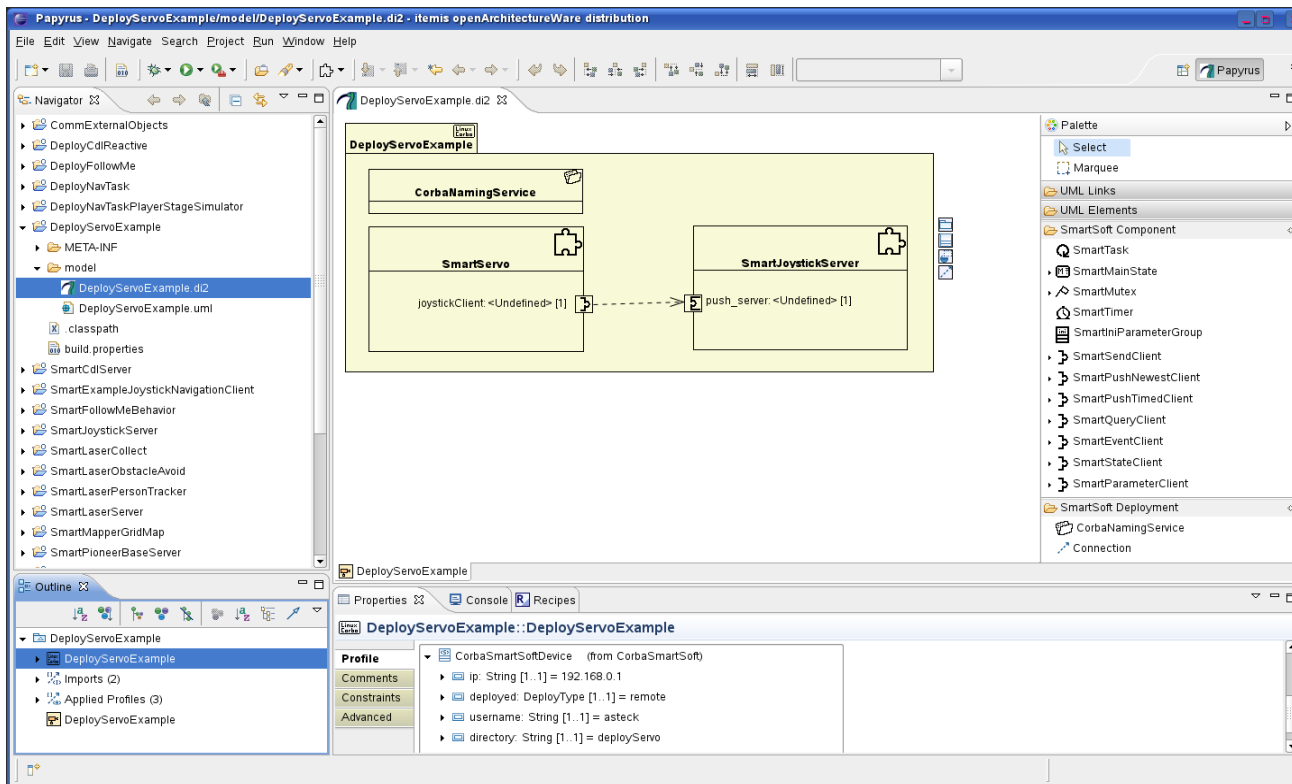 Papyrus - DeployServoExample/model/DeployServoExample.di2 - itemis openArchitectureWare distribution
File Edit View Navigate Search Project Run Window Help
Papyrus
Navigator
CommExternalObjects
DeployCdlReactive
DeployFollowMe
DeployNavTask
DeployNavTaskPlayerStageSimulator
DeployServoExample
META-INF
model
DeployServoExample.di2
DeployServoExample.uml
.classpath
build.properties
SmartCdlServer
SmartExampleJoystickNavigationClient
SmartFollowMeBehavior
SmartJoystickServer
SmartLaserCollect
SmartLaserObstacleAvoid
SmartLaserPersonTracker
SmartLaserServer
SmartMapperGridMap
SmartPioneerBaseServer
DeployServoExample.di2
Linux
Corba
DeployServoExample
CorbaNamingService
SmartServo
joystickClient: <Undefined> [1]
SmartJoystickServer
push_server: <Undefined> [1]
DeployServoExample
Palette
Select
Marquee
UML Links
UML Elements
SmartSoft Component
SmartTask
SmartMainState
SmartMutex
SmartTimer
SmartIniParameterGroup
SmartSendClient
SmartPushNewestClient
SmartPushTimedClient
SmartQueryClient
SmartEventClient
SmartStateClient
SmartParameterClient
SmartSoft Deployment
CorbaNamingService
Connection
Outline
DeployServoExample
DeployServoExample
Imports (2)
Applied Profiles (3)
DeployServoExample
Properties Console Recipes
DeployServoExample::DeployServoExample
Profile
Comments
Constraints
Advanced
CorbaSmartSoftDevice (from CorbaSmartSoft)
ip: String [1..1] = 192.168.0.1
deployed: DeployType [1..1] = remote
username: String [1..1] = asteck
directory: String [1..1] = deployServo